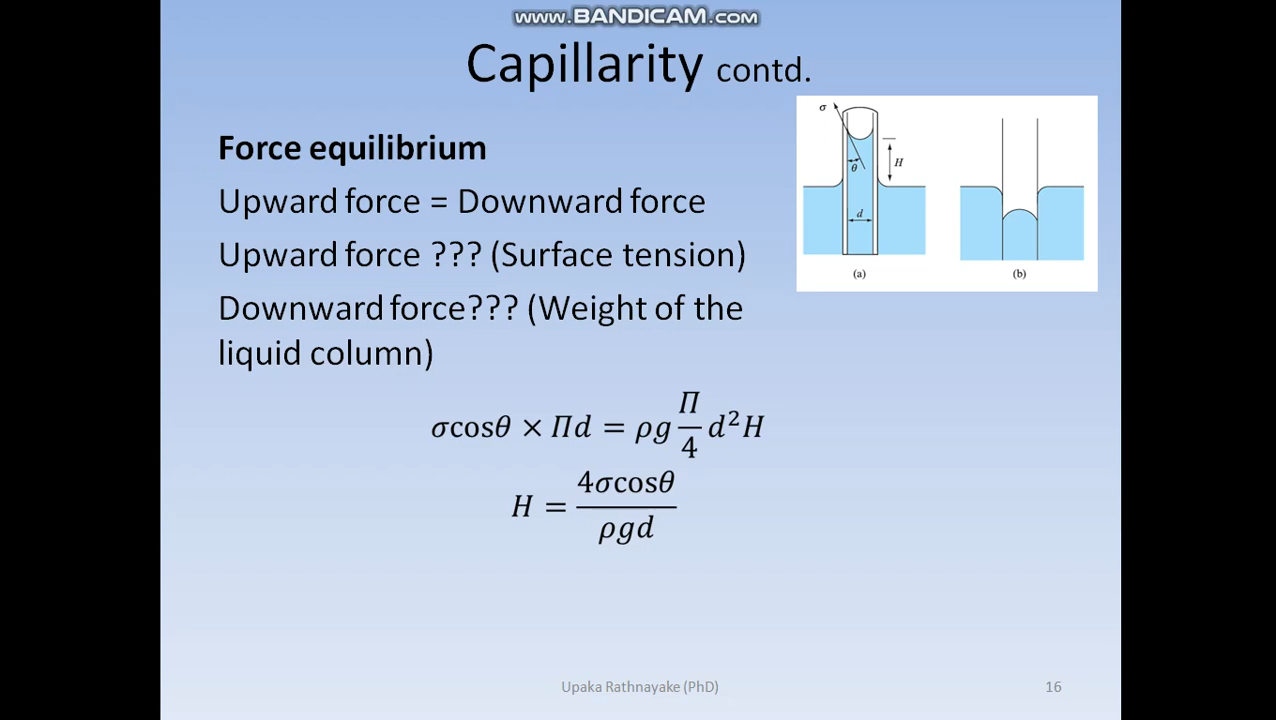 www.BANDICAM.com
Capillarity contd.
Force equilibrium
Upward force = Downward force
Upward force ??? (Surface tension)
Downward force??? (Weight of the
liquid column)
σcosθ × Πd = ρg Π/4 d²H
H = 4σcosθ/ρgd
σ
θ
H
d
(a)
(b)
Upaka Rathnayake (PhD)
16